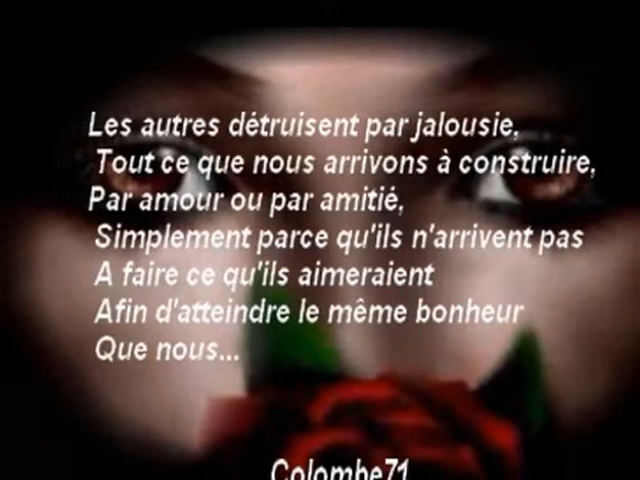 Les autres détruisent par jalousie,
Tout ce que nous arrivons à construire,
Par amour ou par amitié,
Simplement parce qu'ils n'arrivent pas
A faire ce qu'ils aimeraient
Afin d'atteindre le même bonheur
Que nous...
Colombe71